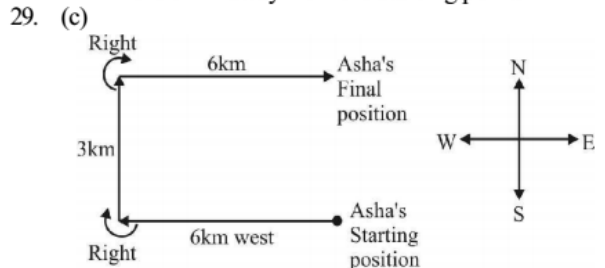 29. (c)
Right
6km
Asha's
Final
position
N
3km
W
E
6km west
Asha's
Starting
position
S
Right